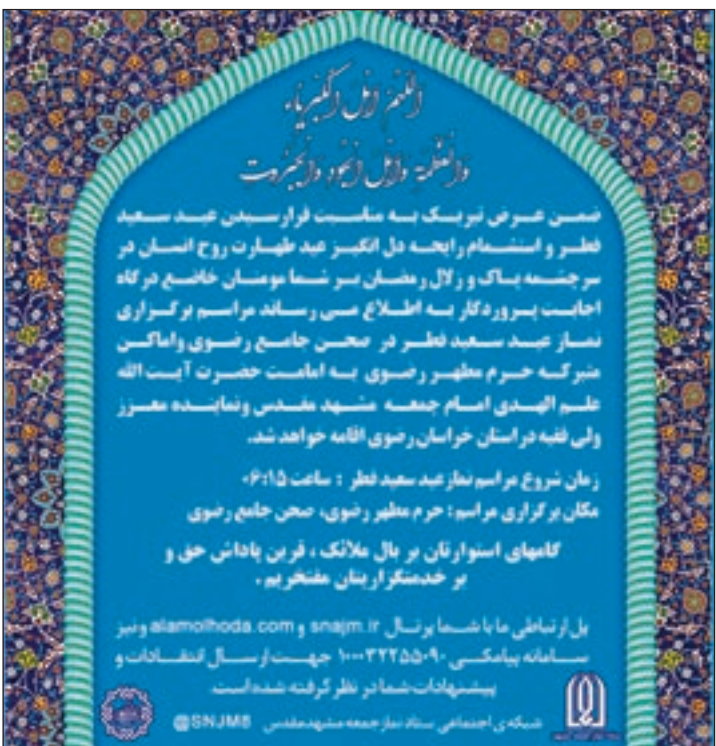 اللهم اهل الکبریاء
والعظمة واهل الجود والجبروت
ضمن عرض تبریک به مناسبت فرارسیدن عید سعید
فطر و استشمام رایحه دل انگیز عید طهارت روح انسان در
سرچشمه پاک و زلال رمضان بر شما مومنان خاضع درگاه
اجابت پروردگار به اطلاع می رساند مراسم برگزاری
نماز عید سعید فطر در صحن جامع رضوی واماکن
متبرکه حرم مطهر رضوی به امامت حضرت آیت الله
علم الهدی امام جمعه مشهد مقدس ونماینده معزز
ولی فقیه در استان خراسان رضوی اقامه خواهد شد.
زمان شروع مراسم نماز عید سعید فطر : ساعت ۰۶:۱۵
مکان برگزاری مراسم : حرم مطهر رضوی، صحن جامع رضوی
گامهای استوارتان بر بال ملائک ، قرین پاداش حق و
بر خدمتگزاریتان مفتخریم .
پل ارتباطی ما با شما پرتال snajm.ir و alamolhoda.com ونیز
سامانه پیامکی ۱۰۰۰۳۲۲۵۵۰۹۰ جهت ارسال انتقادات و
پیشنهادات شما در نظر گرفته شده است.
شبکه‌ی اجتماعی ستاد نماز جمعه مشهد مقدس @SNJM8